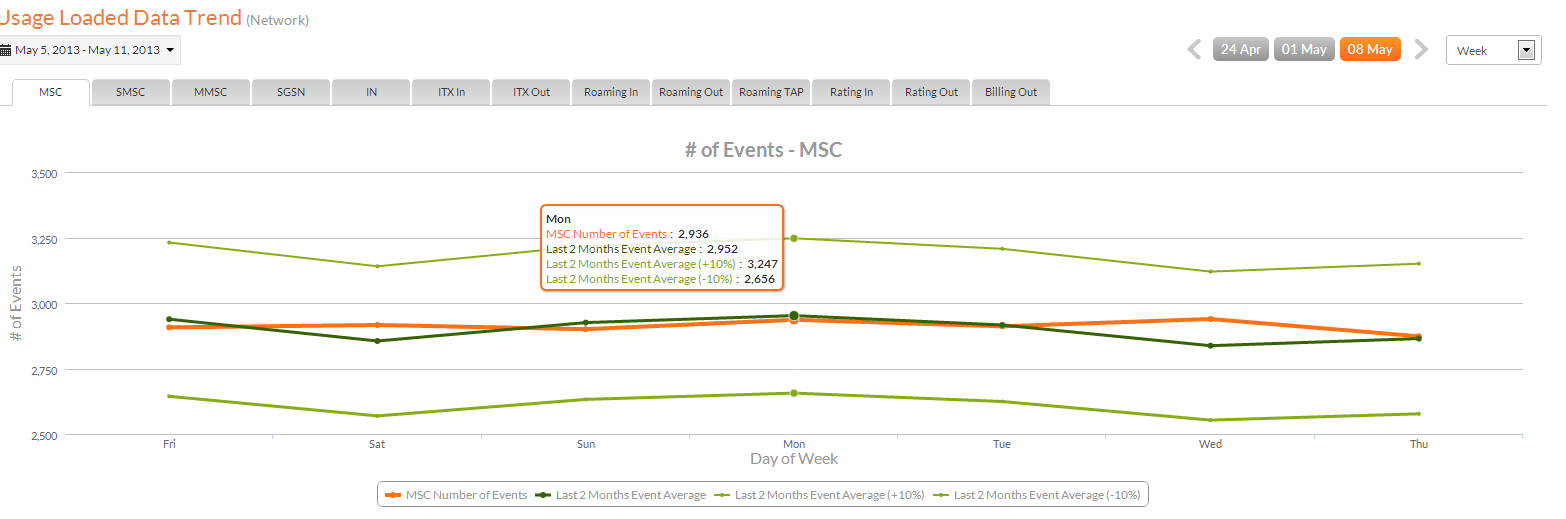 Usage Loaded Data Trend (Network)
May 5, 2013 - May 11, 2013
24 Apr 01 May 08 May Week
MSC SMSC MMSC SGSN IN ITX In ITX Out Roaming In Roaming Out Roaming TAP Rating In Rating Out Billing Out
# of Events - MSC
3,500
3,250
3,000
2,750
2,500
# of Events
Mon
MSC Number of Events : 2,936
Last 2 Months Event Average : 2,952
Last 2 Months Event Average (+10%) : 3,247
Last 2 Months Event Average (-10%) : 2,656
Fri Sat Sun Mon Tue Wed Thu
Day of Week
MSC Number of Events Last 2 Months Event Average Last 2 Months Event Average (+10%) Last 2 Months Event Average (-10%)